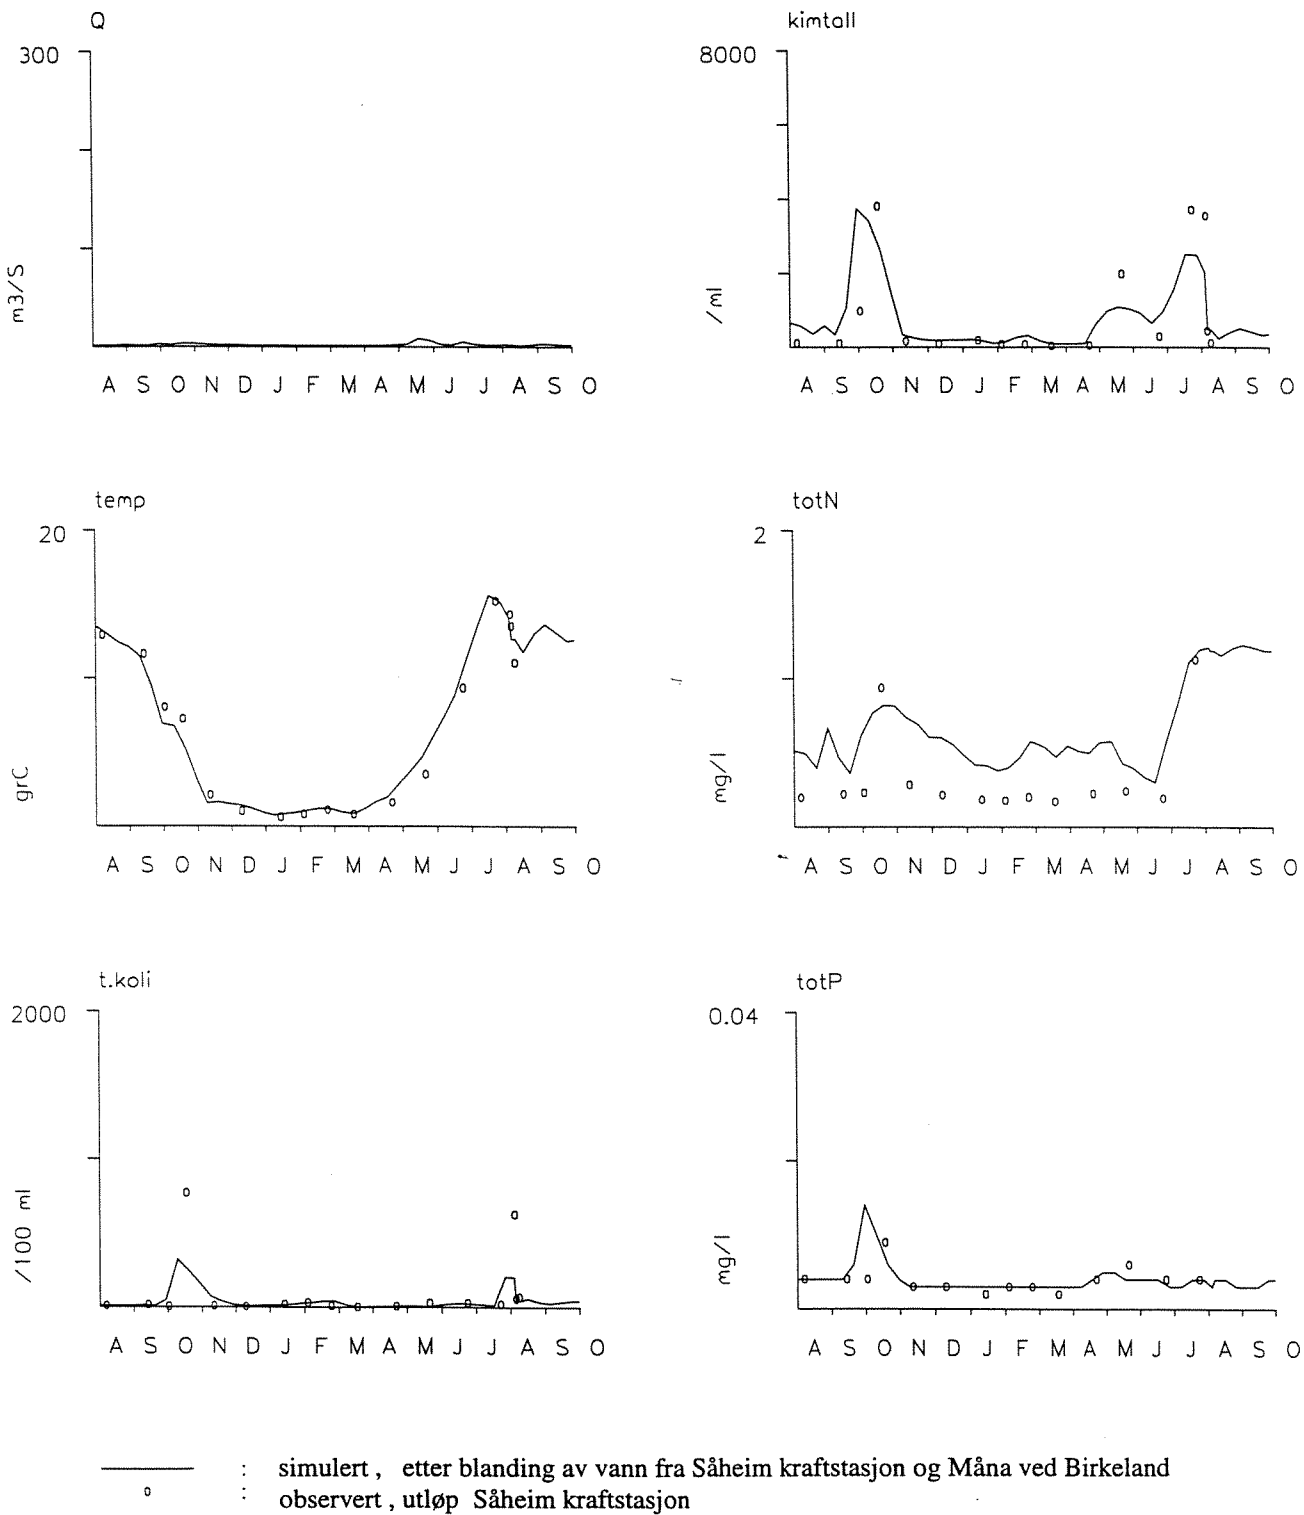 Q
300
m3/S
A S O N D J F M A M J J A S O
kimtall
8000
/ml
A S O N D J F M A M J J A S O
temp
20
grC
A S O N D J F M A M J J A S O
totN
2
mg/l
A S O N D J F M A M J J A S O
t.koli
2000
/100 ml
A S O N D J F M A M J J A S O
totP
0.04
mg/l
A S O N D J F M A M J J A S O
: simulert , etter blanding av vann fra Såheim kraftstasjon og Måna ved Birkeland
: observert , utløp Såheim kraftstasjon